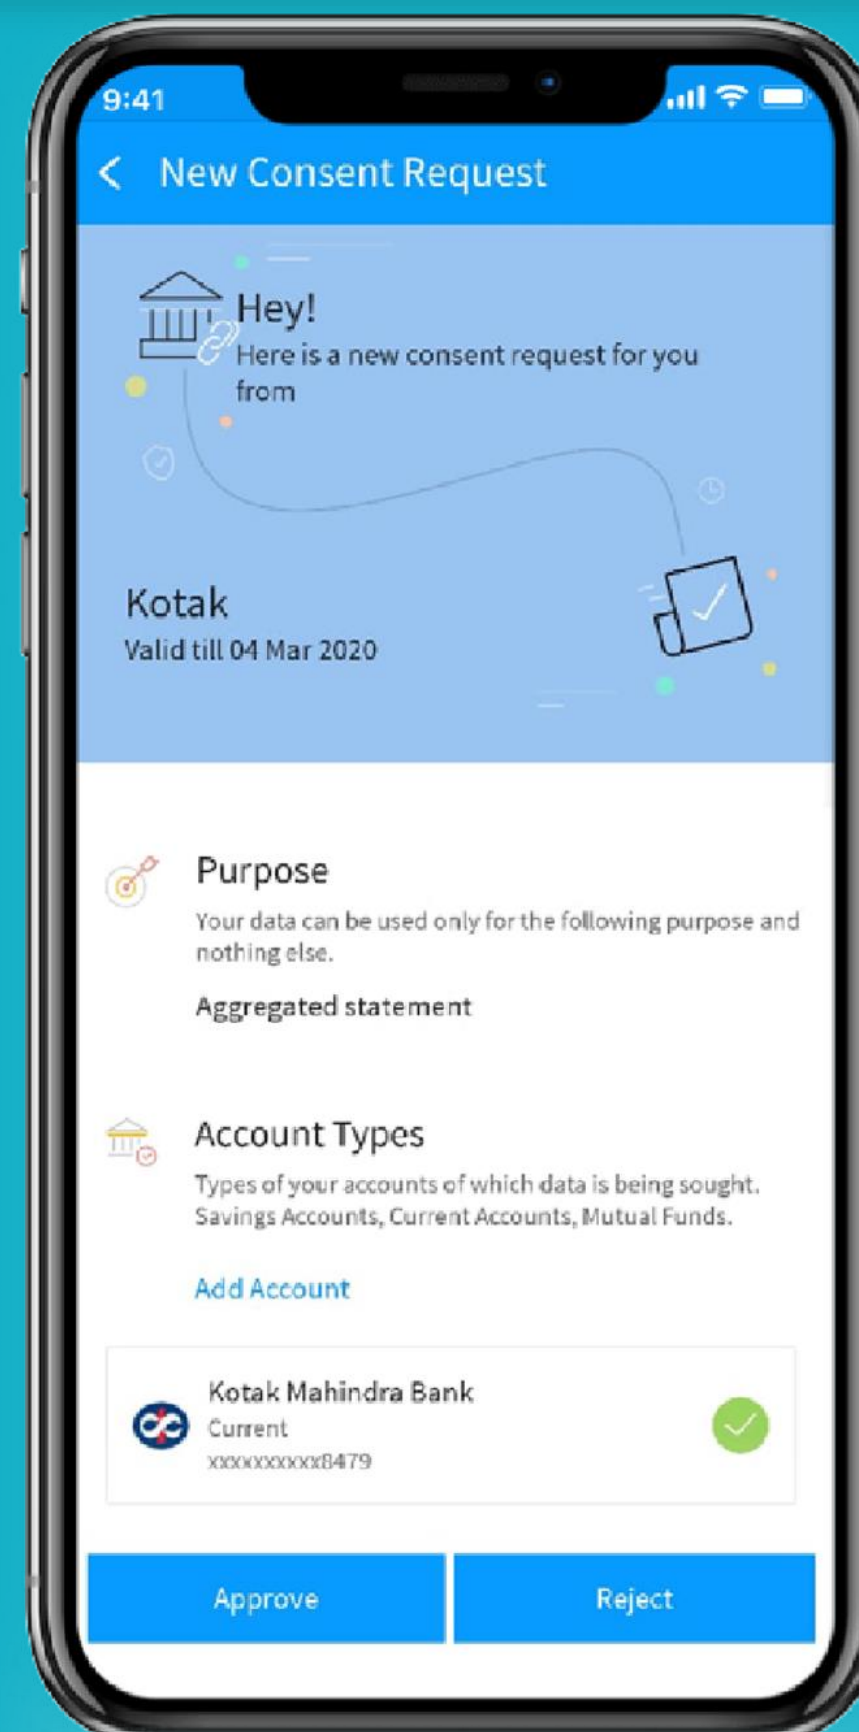 9:41
New Consent Request
Hey!
Here is a new consent request for you
from
Kotak
Valid till 04 Mar 2020
Purpose
Your data can be used only for the following purpose and
nothing else.
Aggregated statement
Account Types
Types of your accounts of which data is being sought.
Savings Accounts, Current Accounts, Mutual Funds.
Add Account
Kotak Mahindra Bank
Current
xxxxxxxxxx8479
Approve
Reject